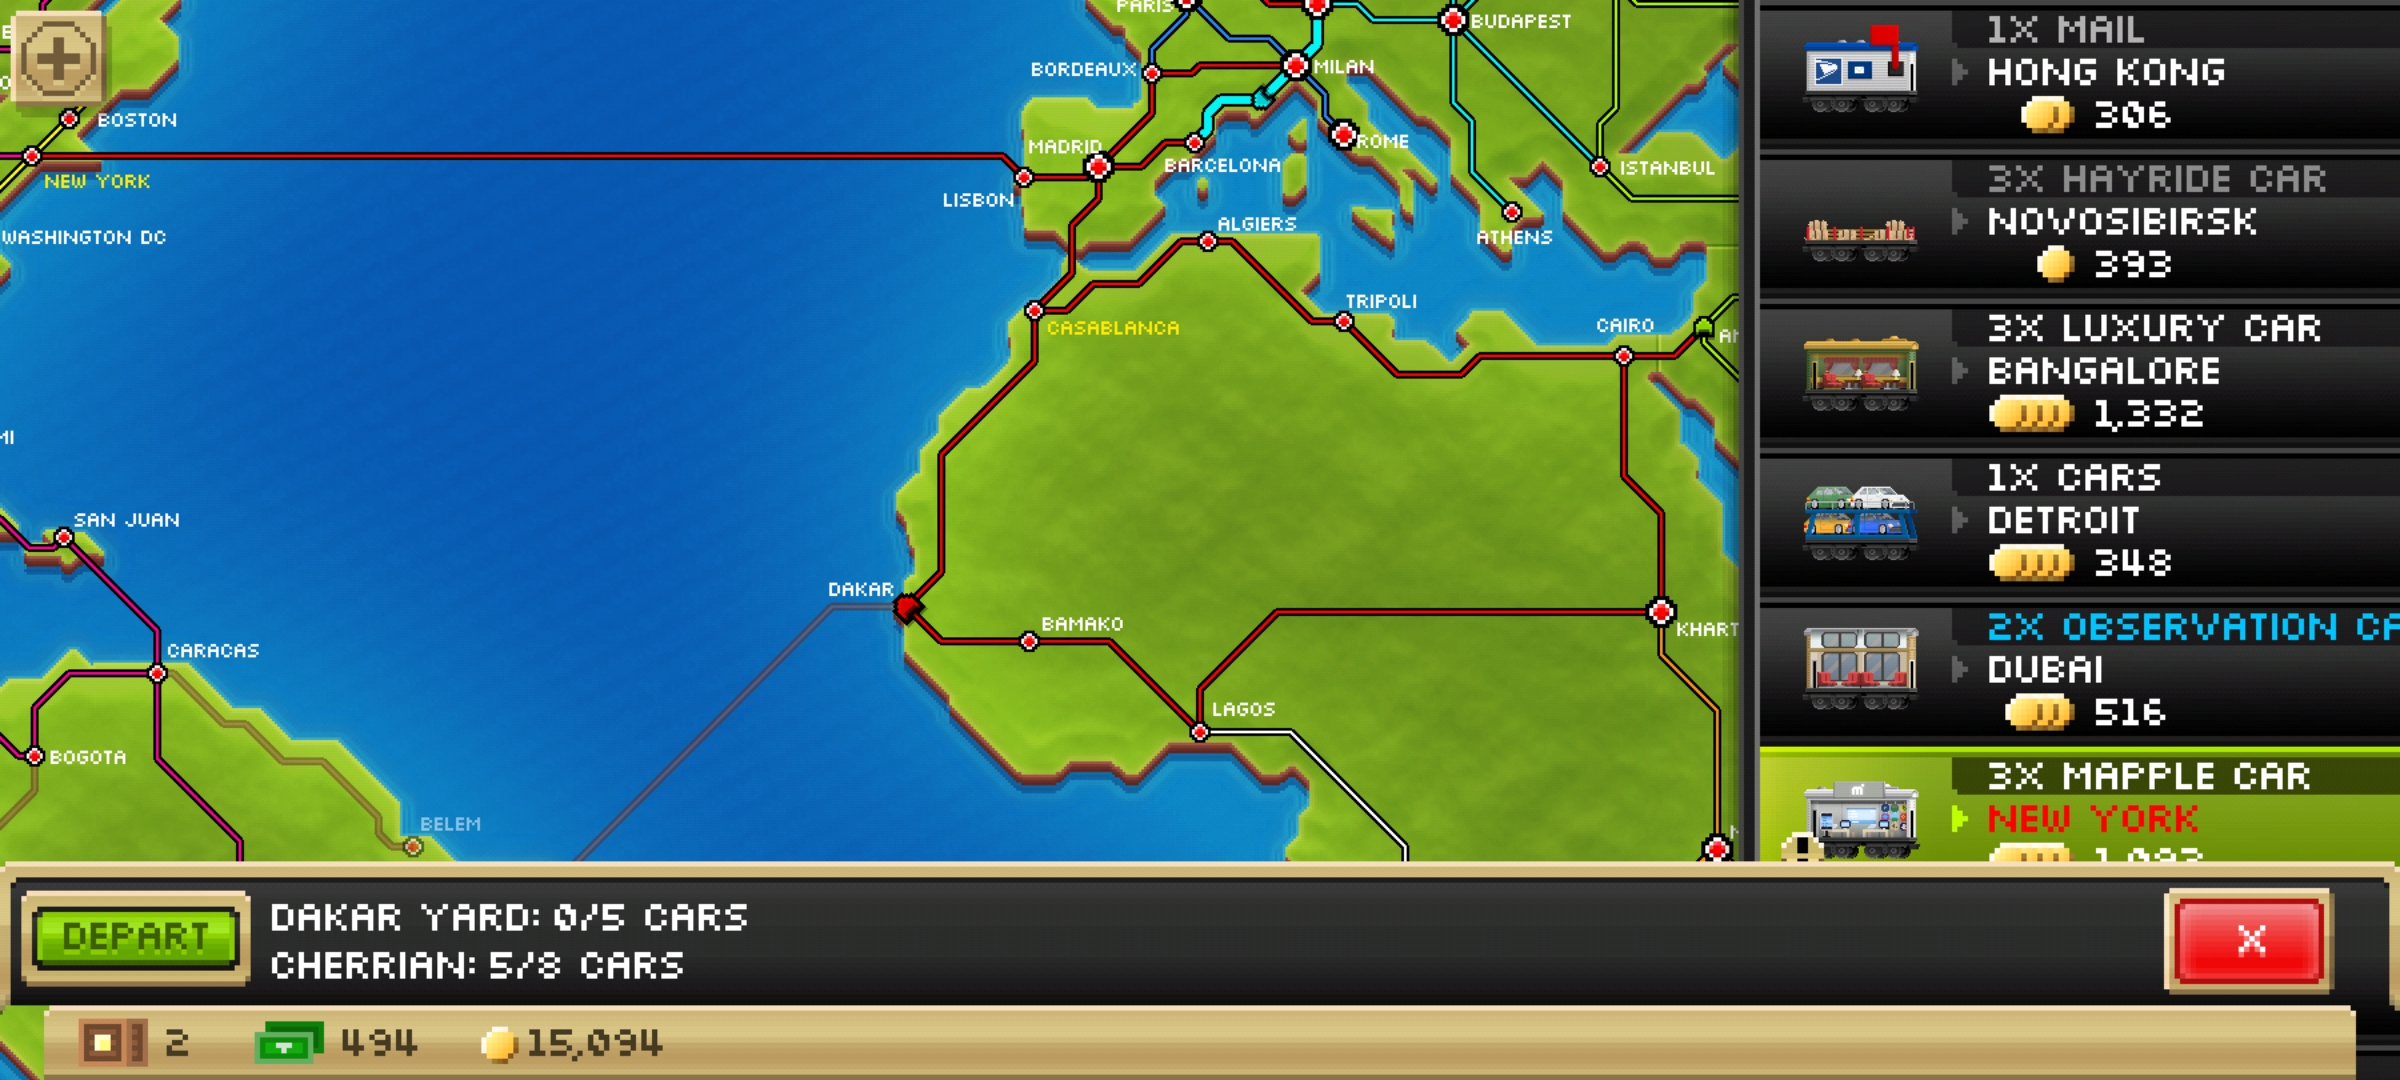 PARIS
BUDAPEST
BORDEAUX
MILAN
BOSTON
MADRID
ROME
BARCELONA
ISTANBUL
NEW YORK
LISBON
ALGIERS
ATHENS
WASHINGTON DC
TRIPOLI
CASABLANCA
CAIRO
SAN JUAN
DAKAR
BAMAKO
KHART
CARACAS
LAGOS
BOGOTA
BELEM
1X MAIL
HONG KONG
306
3X HAYRIDE CAR
NOVOSIBIRSK
393
3X LUXURY CAR
BANGALORE
1,332
1X CARS
DETROIT
348
2X OBSERVATION CA
DUBAI
516
3X MAPPLE CAR
NEW YORK
DEPART
DAKAR YARD: 0/5 CARS
CHERRIAN: 5/8 CARS
X
2
494
15,094